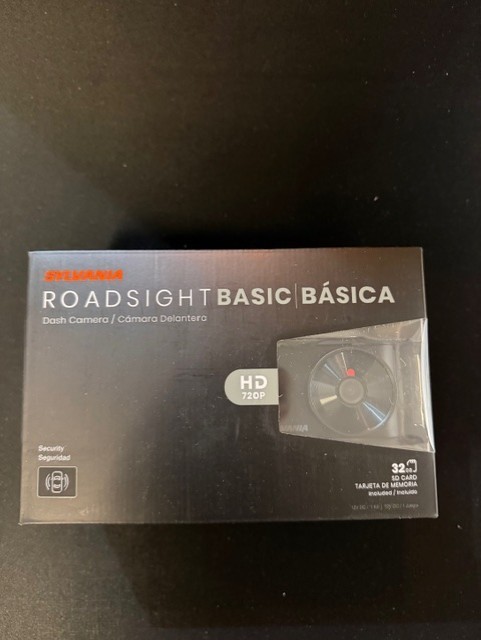 SYLVANIA
ROADSIGHT BASIC | BÁSICA
Dash Camera / Cámara Delantera
HD
720P
SYLVANIA
Security
Seguridad
32GB
SD CARD
TARJETA DE MEMORIA
Included / Incluido